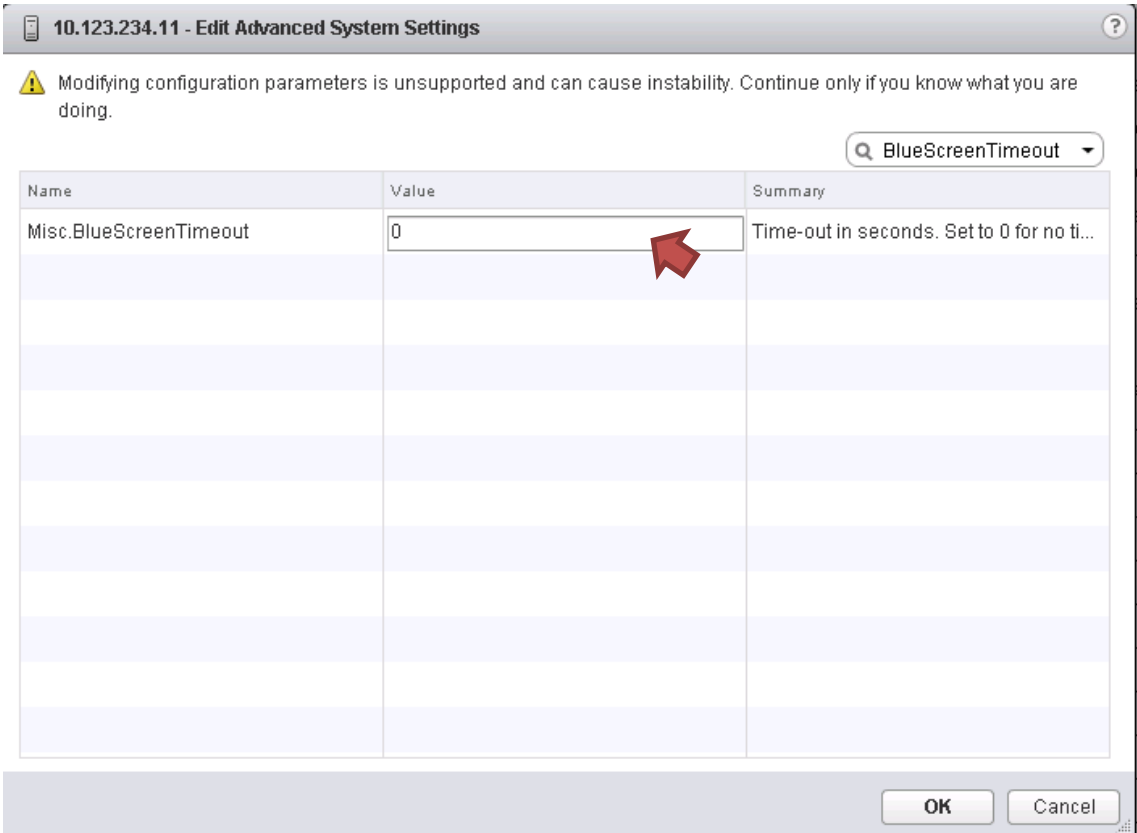 10.123.234.11 - Edit Advanced System Settings
?
Modifying configuration parameters is unsupported and can cause instability. Continue only if you know what you are
doing.
BlueScreenTimeout
Name Value Summary
Misc.BlueScreenTimeout 0 Time-out in seconds. Set to 0 for no ti...
OK Cancel